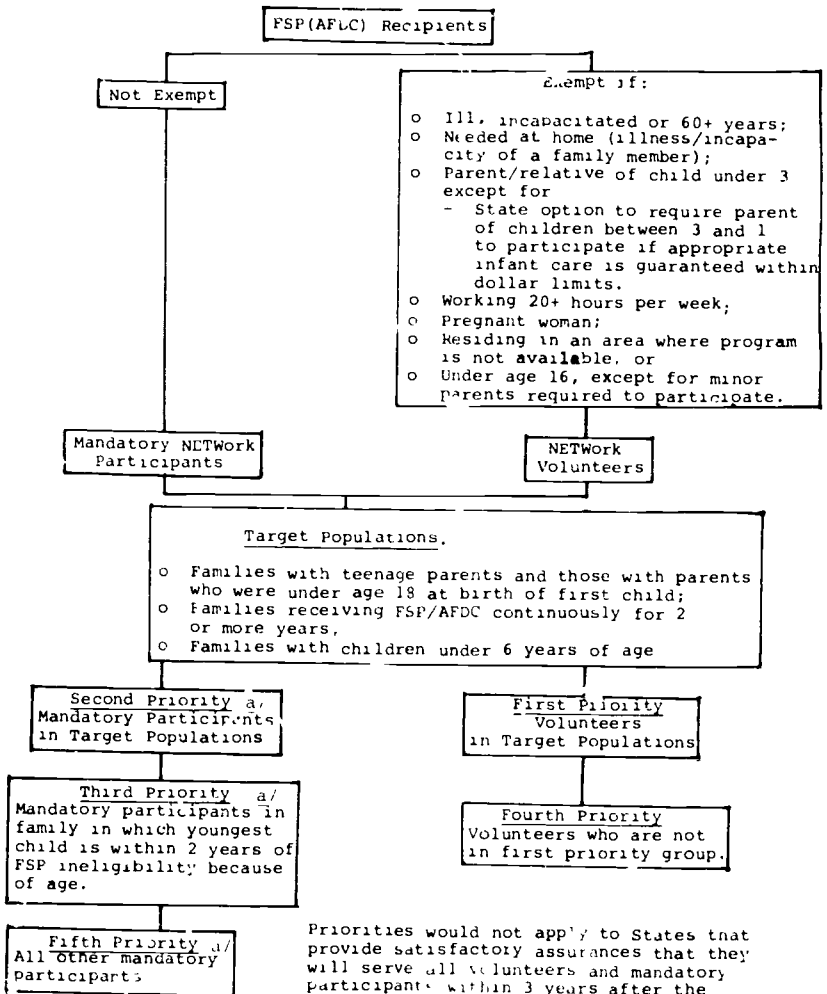 FSP(AFDC) Recipients
Not Exempt
Exempt if:
o Ill, incapacitated or 60+ years;
o Needed at home (illness/incapa-
city of a family member);
o Parent/relative of child under 3
except for
- State option to require parent
of children between 3 and 1
to participate if appropriate
infant care is guaranteed within
dollar limits.
o Working 20+ hours per week;
o Pregnant woman;
o Residing in an area where program
is not available, or
o Under age 16, except for minor
parents required to participate.
Mandatory NETWork
Participants
NETWork
Volunteers
Target Populations.
o Families with teenage parents and those with parents
who were under age 18 at birth of first child;
o Families receiving FSP/AFDC continuously for 2
or more years,
o Families with children under 6 years of age
Second Priority a/
Mandatory Participants
in Target Populations
First Priority
Volunteers
in Target Populations
Third Priority a/
Mandatory participants in
family in which youngest
child is within 2 years of
FSP ineligibility because
of age.
Fourth Priority
Volunteers who are not
in first priority group.
Fifth Priority a/
All other mandatory
participants
Priorities would not apply to States that
provide satisfactory assurances that they
will serve all volunteers and mandatory
participants within 3 years after the